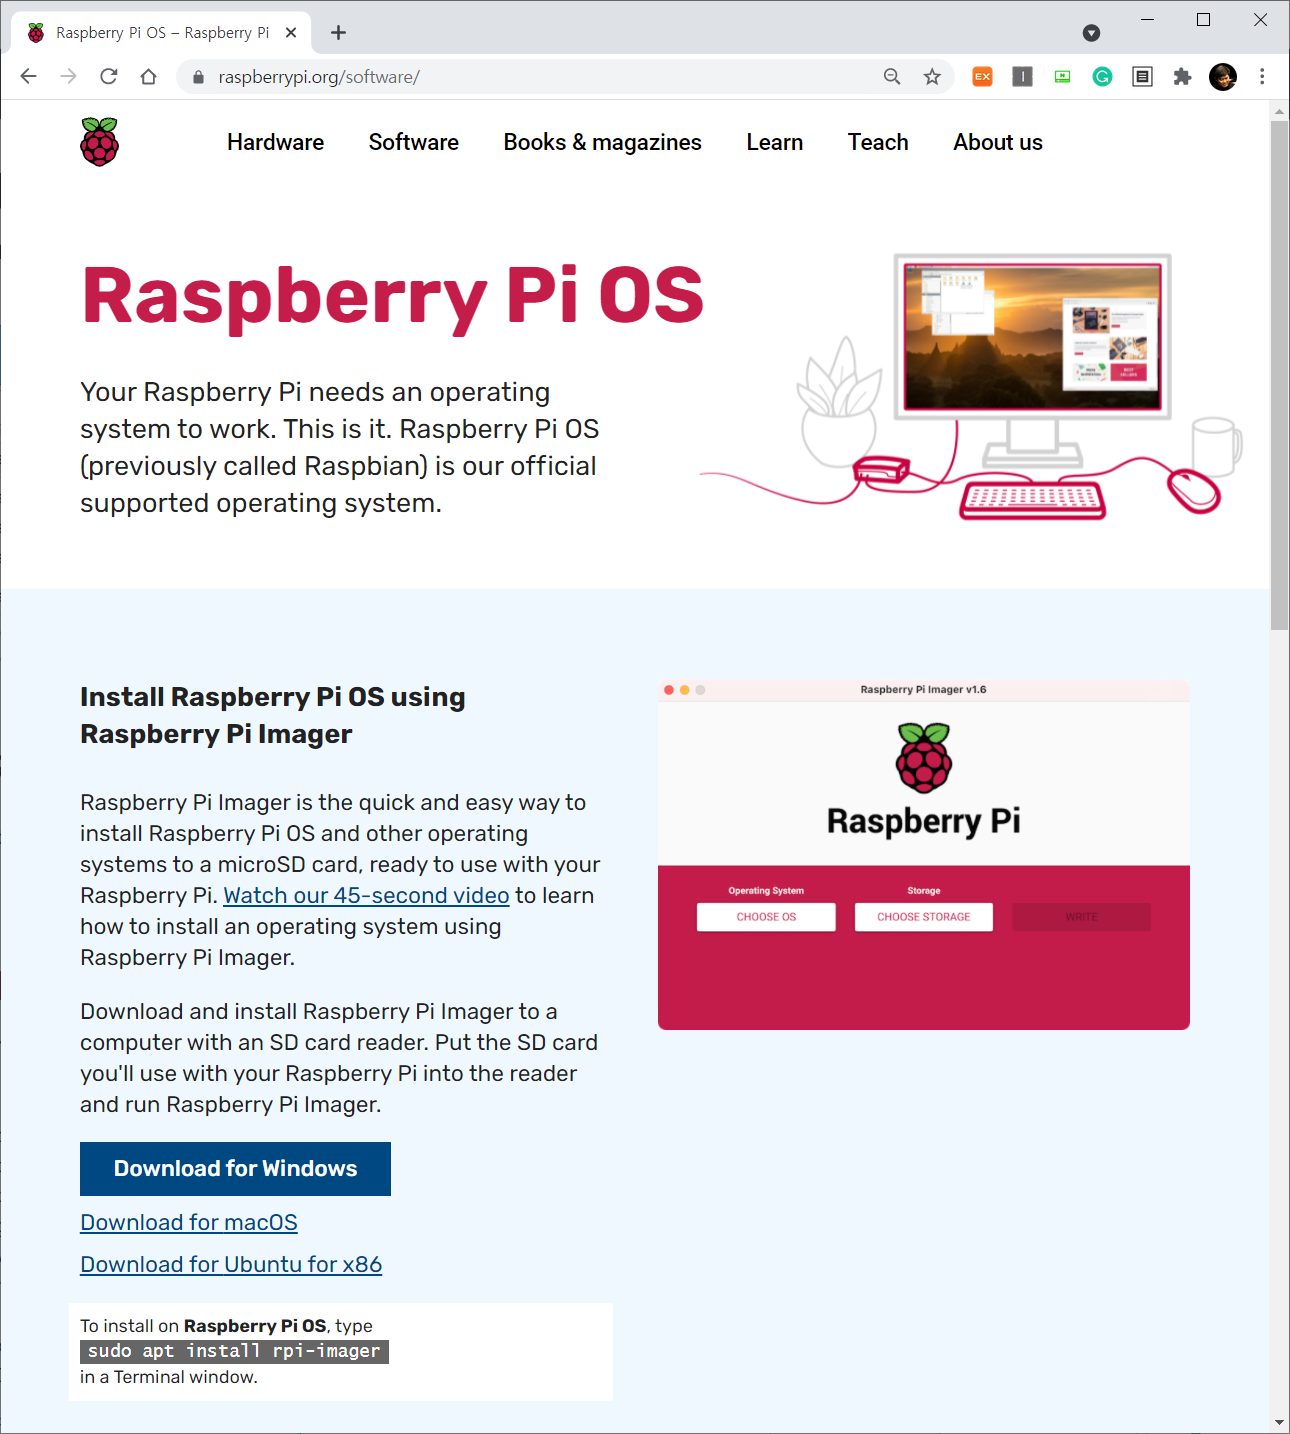 Raspberry Pi OS – Raspberry Pi
raspberrypi.org/software/
EX
Hardware Software Books & magazines Learn Teach About us
Raspberry Pi OS
Your Raspberry Pi needs an operating
system to work. This is it. Raspberry Pi OS
(previously called Raspbian) is our official
supported operating system.
Install Raspberry Pi OS using
Raspberry Pi Imager
Raspberry Pi Imager is the quick and easy way to
install Raspberry Pi OS and other operating
systems to a microSD card, ready to use with your
Raspberry Pi. Watch our 45-second video to learn
how to install an operating system using
Raspberry Pi Imager.
Download and install Raspberry Pi Imager to a
computer with an SD card reader. Put the SD card
you'll use with your Raspberry Pi into the reader
and run Raspberry Pi Imager.
Download for Windows
Download for macOS
Download for Ubuntu for x86
To install on Raspberry Pi OS, type
sudo apt install rpi-imager
in a Terminal window.
Raspberry Pi Imager v1.6
Raspberry Pi
Operating System Storage
CHOOSE OS CHOOSE STORAGE WRITE